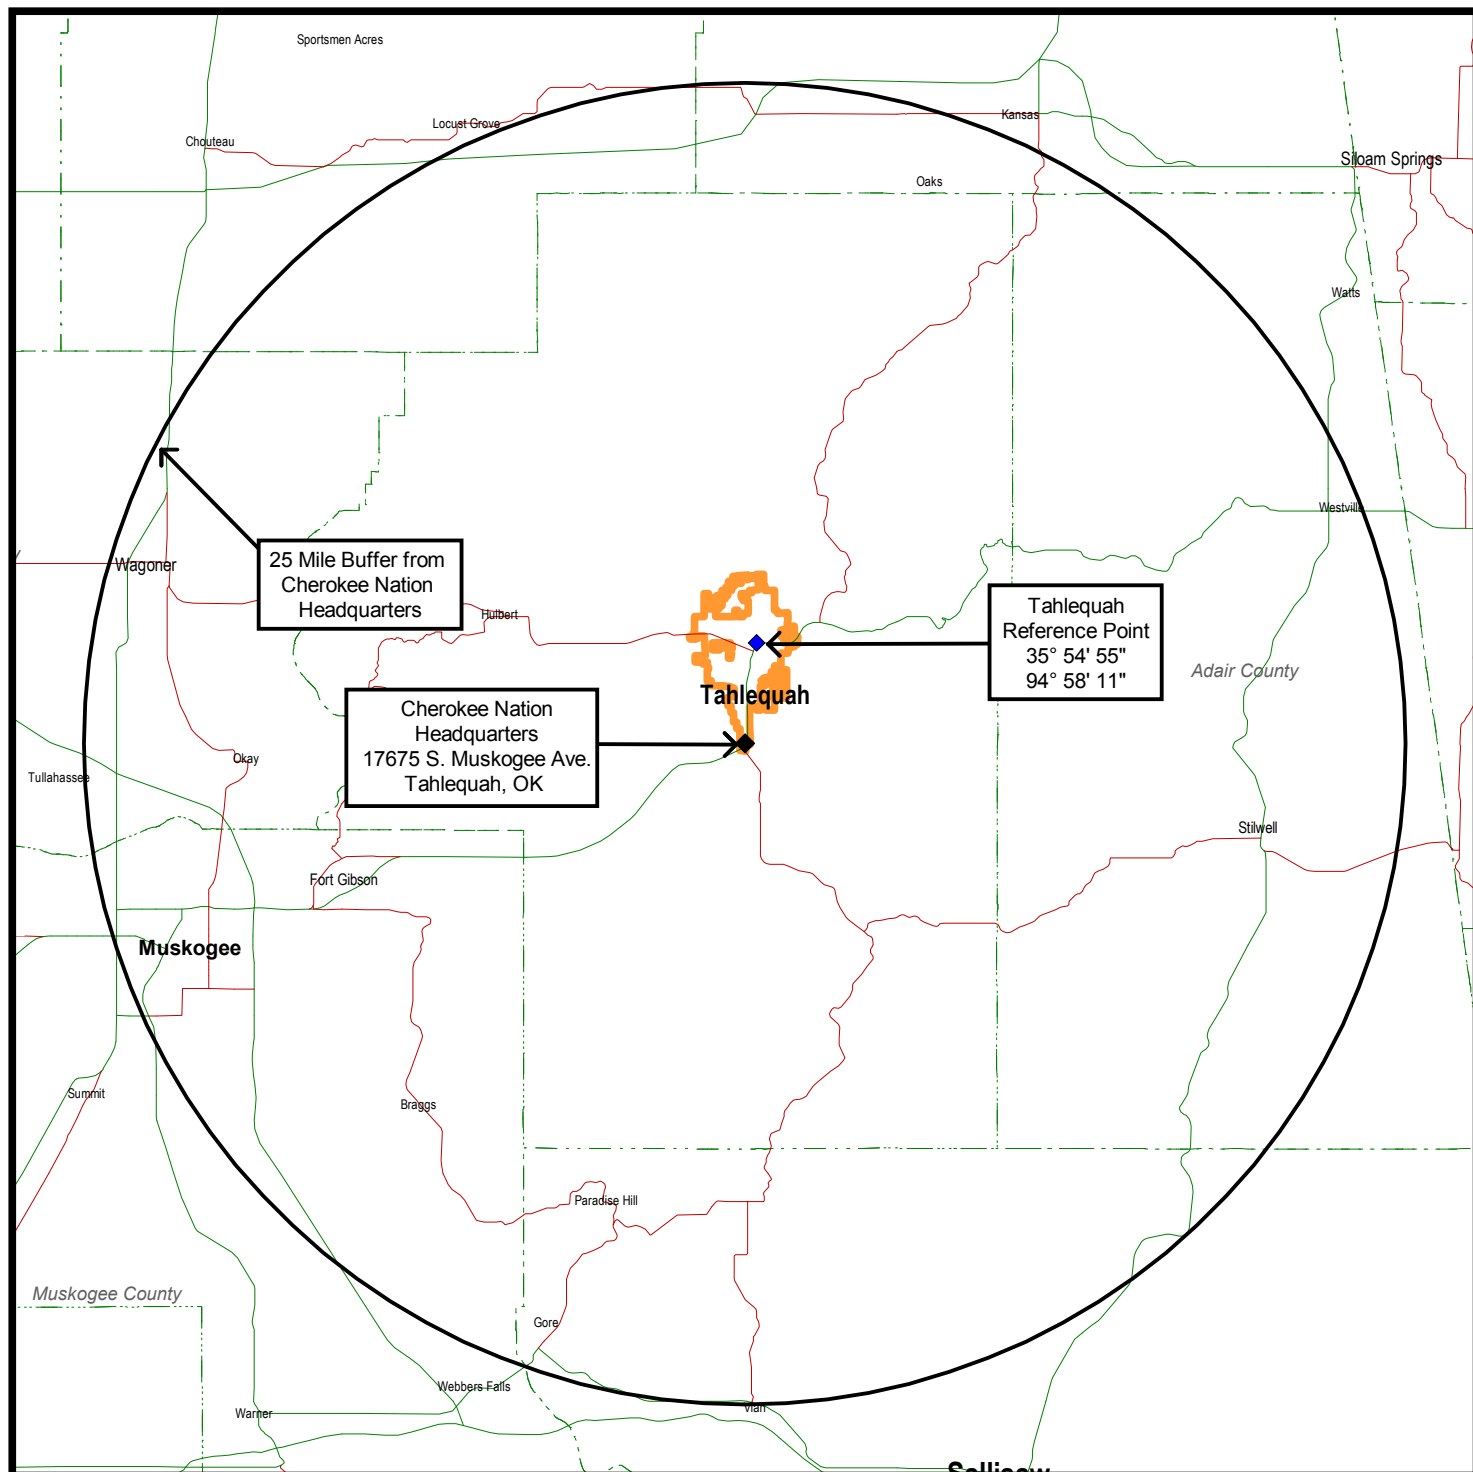 Sportsmen Acres
Locust Grove
Kansas
Chouteau
Siloam Springs
Oaks
Watts
Westville
25 Mile Buffer from
Cherokee Nation
Headquarters
Wagoner
Hulbert
Tahlequah
Reference Point
35° 54' 55"
94° 58' 11"
Adair County
Tahlequah
Cherokee Nation
Headquarters
17675 S. Muskogee Ave.
Tahlequah, OK
Okay
Tullahassee
Stilwell
Fort Gibson
Muskogee
Summit
Braggs
Paradise Hill
Muskogee County
Gore
Webbers Falls
Vian
Warner
Sallisaw